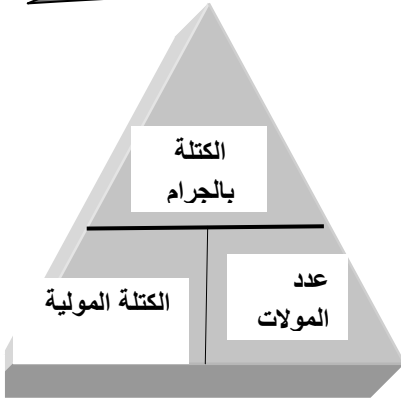 الكتلة
بالجرام
عدد
المولات
الكتلة المولية